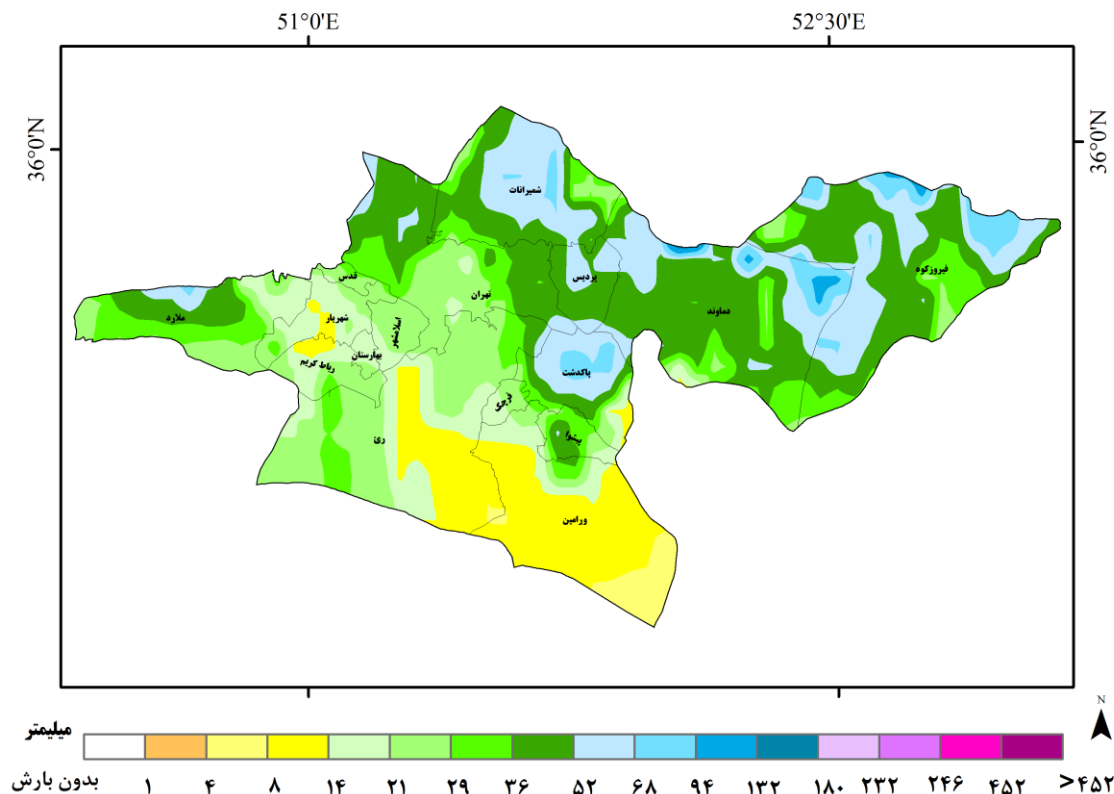 51°0'E 52°30'E
36°0'N 36°0'N
شمیرانات
فیروزکوه
پردیس
قدس
تهران
دماوند
ملارد
شهریار
اسلامشهر
بهارستان
رباط کریم
پاکدشت
قرچک
ری
پیشوا
ورامین
N
میلیمتر
بدون بارش ۱ ۴ ۸ ۱۴ ۲۱ ۲۹ ۳۶ ۵۲ ۶۸ ۹۴ ۱۳۲ ۱۸۰ ۲۳۲ ۲۴۶ ۴۵۲ >۴۵۲